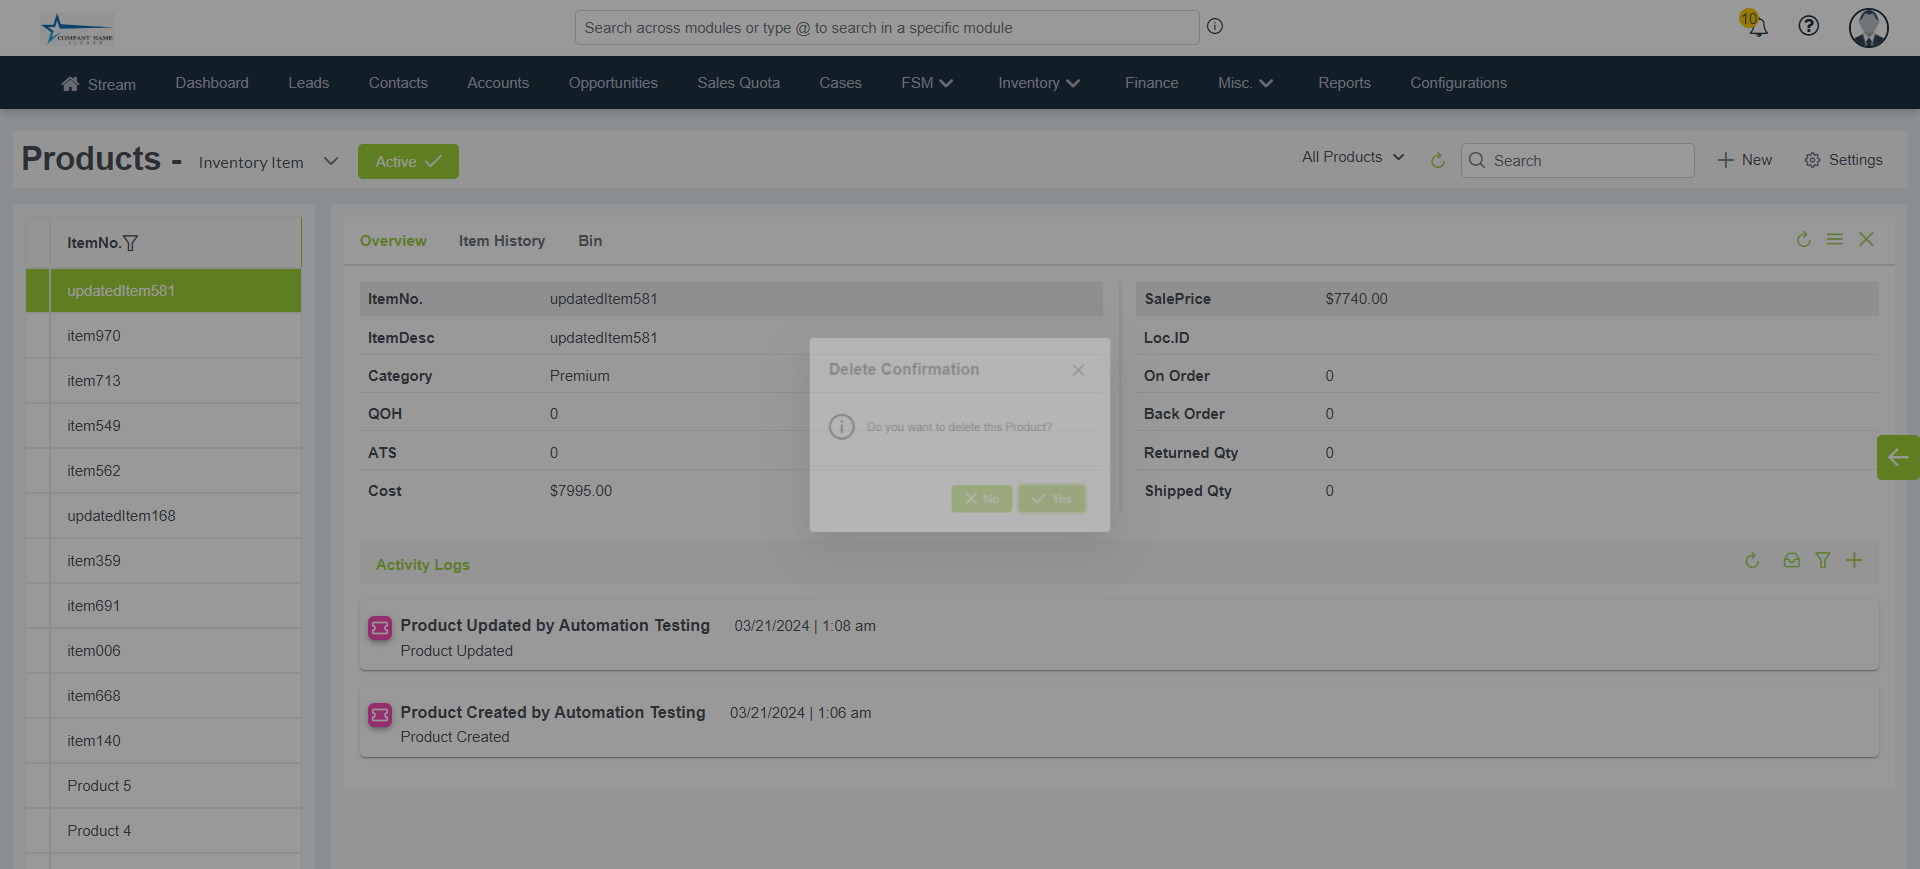 COMPANY NAME
Search across modules or type @ to search in a specific module
10
Stream Dashboard Leads Contacts Accounts Opportunities Sales Quota Cases FSM Inventory Finance Misc. Reports Configurations
Products - Inventory Item Active All Products Search New Settings
ItemNo.
updatedItem581
item970
item713
item549
item562
updatedItem168
item359
item691
item006
item668
item140
Product 5
Product 4
Overview Item History Bin
ItemNo. updatedItem581
ItemDesc updatedItem581
Category Premium
QOH 0
ATS 0
Cost $7995.00
SalePrice $7740.00
Loc.ID
On Order 0
Back Order 0
Returned Qty 0
Shipped Qty 0
Delete Confirmation
Do you want to delete this Product?
No Yes
Activity Logs
Product Updated by Automation Testing 03/21/2024 | 1:08 am
Product Updated
Product Created by Automation Testing 03/21/2024 | 1:06 am
Product Created